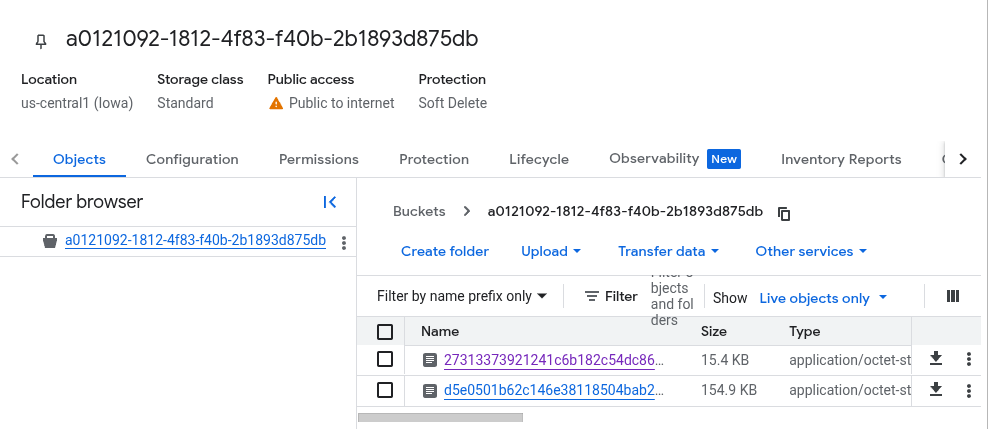 a0121092-1812-4f83-f40b-2b1893d875db
Location Storage class Public access Protection
us-central1 (Iowa) Standard Public to internet Soft Delete
Objects Configuration Permissions Protection Lifecycle Observability New Inventory Reports
Folder browser
a0121092-1812-4f83-f40b-2b1893d875db
Buckets a0121092-1812-4f83-f40b-2b1893d875db
Create folder Upload Transfer data Other services
Filter by name prefix only Filter Filter o
bjects
and fol
ders
Show Live objects only
Name Size Type
27313373921241c6b182c54dc86... 15.4 KB application/octet-st
d5e0501b62c146e38118504bab2... 154.9 KB application/octet-st